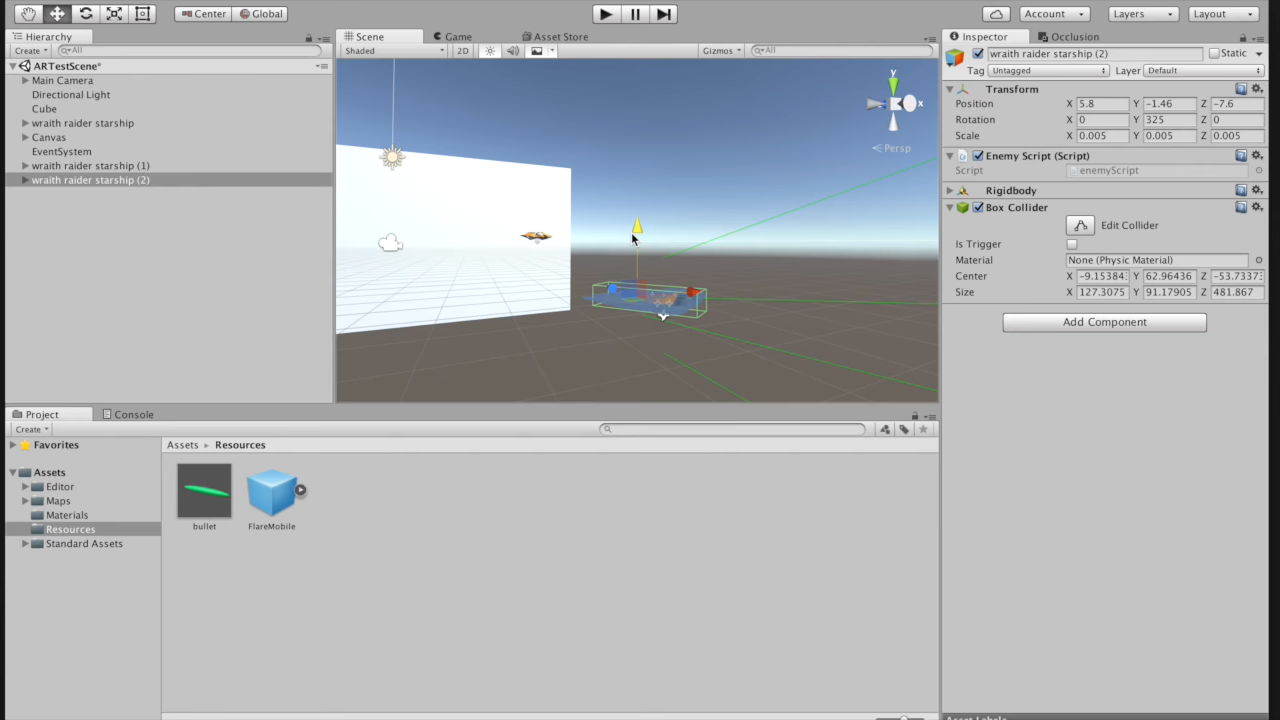 Center Global Account Layers Layout
Hierarchy Scene Game Asset Store Inspector Occlusion
Create All Shaded 2D Gizmos All wraith raider starship (2) Static
ARTestScene* Tag Untagged Layer Default
Main Camera
Transform
Directional Light
Position X 5.8 Y -1.46 Z -7.6
Cube
Rotation X 0 Y 325 Z 0
wraith raider starship
Scale X 0.005 Y 0.005 Z 0.005
Canvas
EventSystem
Enemy Script (Script)
wraith raider starship (1)
Script enemyScript
wraith raider starship (2)
y
x
Persp
Rigidbody
Box Collider
Edit Collider
Is Trigger
Material None (Physic Material)
Center X -9.15384 Y 62.96436 Z -53.7337
Size X 127.3075 Y 91.17905 Z 481.867
Add Component
Project Console
Create
Favorites Assets Resources
Assets
Editor
Maps
Materials
Resources
Standard Assets
bullet FlareMobile